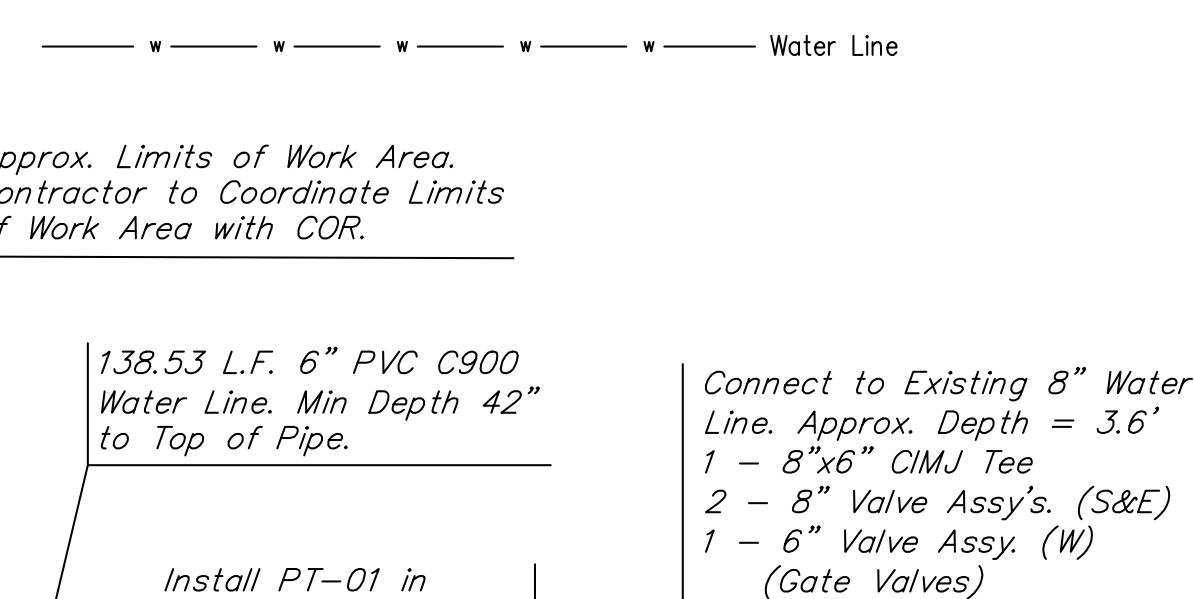 W W W W W Water Line
pprox. Limits of Work Area.
ontractor to Coordinate Limits
f Work Area with COR.
138.53 L.F. 6" PVC C900
Water Line. Min Depth 42"
to Top of Pipe.
Connect to Existing 8" Water
Line. Approx. Depth = 3.6'
1 - 8"x6" CIMJ Tee
2 - 8" Valve Assy's. (S&E)
1 - 6" Valve Assy. (W)
(Gate Valves)
Install PT-01 in